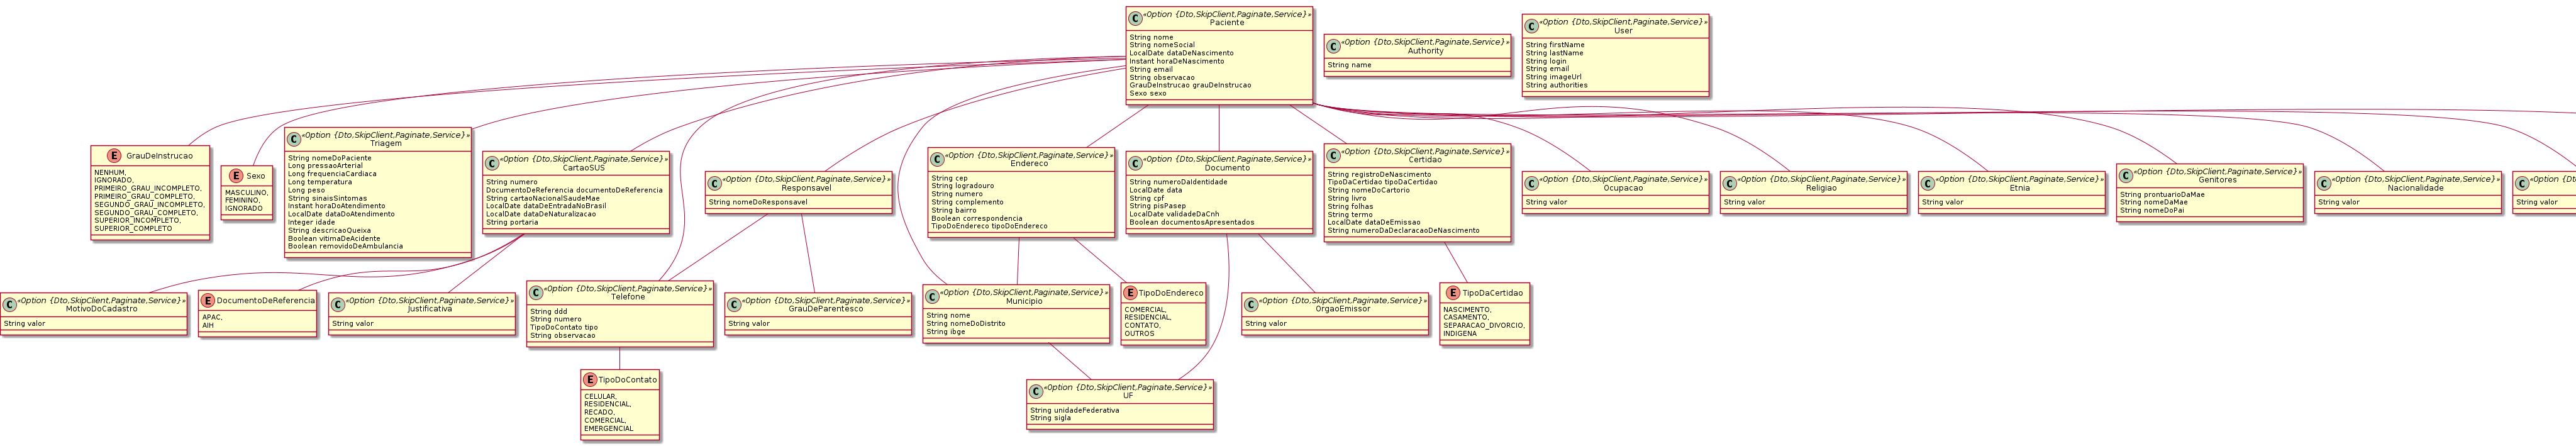 C «Option {Dto,SkipClient,Paginate,Service}»
Paciente
String nome
String nomeSocial
LocalDate dataDeNascimento
Instant horaDeNascimento
String email
String observacao
GrauDeInstrucao grauDeInstrucao
Sexo sexo
C «Option {Dto,SkipClient,Paginate,Service}»
Authority
String name
C «Option {Dto,SkipClient,Paginate,Service}»
User
String firstName
String lastName
String login
String email
String imageUrl
String authorities
E GrauDeInstrucao
NENHUM,
IGNORADO,
PRIMEIRO_GRAU_INCOMPLETO,
PRIMEIRO_GRAU_COMPLETO,
SEGUNDO_GRAU_INCOMPLETO,
SEGUNDO_GRAU_COMPLETO,
SUPERIOR_INCOMPLETO,
SUPERIOR_COMPLETO
E Sexo
MASCULINO,
FEMININO,
IGNORADO
C «Option {Dto,SkipClient,Paginate,Service}»
Triagem
String nomeDoPaciente
Long pressaoArterial
Long frequenciaCardiaca
Long temperatura
Long peso
String sinaisSintomas
Instant horaDoAtendimento
LocalDate dataDoAtendimento
Integer idade
String descricaoQueixa
Boolean vitimaDeAcidente
Boolean removidoDeAmbulancia
C «Option {Dto,SkipClient,Paginate,Service}»
CartaoSUS
String numero
DocumentoDeReferencia documentoDeReferencia
String cartaoNacionalSaudeMae
LocalDate dataDeEntradaNoBrasil
LocalDate dataDeNaturalizacao
String portaria
C «Option {Dto,SkipClient,Paginate,Service}»
Responsavel
String nomeDoResponsavel
C «Option {Dto,SkipClient,Paginate,Service}»
Endereco
String cep
String logradouro
String numero
String complemento
String bairro
Boolean correspondencia
TipoDoEndereco tipoDoEndereco
C «Option {Dto,SkipClient,Paginate,Service}»
Documento
String numeroDaIdentidade
LocalDate data
String cpf
String pisPasep
LocalDate validadeDaCnh
Boolean documentosApresentados
C «Option {Dto,SkipClient,Paginate,Service}»
Certidao
String registroDeNascimento
TipoDaCertidao tipoDaCertidao
String nomeDoCartorio
String livro
String folhas
String termo
LocalDate dataDeEmissao
String numeroDaDeclaracaoDeNascimento
C «Option {Dto,SkipClient,Paginate,Service}»
Ocupacao
String valor
C «Option {Dto,SkipClient,Paginate,Service}»
Religiao
String valor
C «Option {Dto,SkipClient,Paginate,Service}»
Etnia
String valor
C «Option {Dto,SkipClient,Paginate,Service}»
Genitores
String prontuarioDaMae
String nomeDaMae
String nomeDoPai
C «Option {Dto,SkipClient,Paginate,Service}»
Nacionalidade
String valor
C «Option {Dt
String valor
C «Option {Dto,SkipClient,Paginate,Service}»
MotivoDoCadastro
String valor
E DocumentoDeReferencia
APAC,
AIH
C «Option {Dto,SkipClient,Paginate,Service}»
Justificativa
String valor
C «Option {Dto,SkipClient,Paginate,Service}»
Telefone
String ddd
String numero
TipoDoContato tipo
String observacao
C «Option {Dto,SkipClient,Paginate,Service}»
GrauDeParentesco
String valor
C «Option {Dto,SkipClient,Paginate,Service}»
Municipio
String nome
String nomeDoDistrito
String ibge
E TipoDoEndereco
COMERCIAL,
RESIDENCIAL,
CONTATO,
OUTROS
C «Option {Dto,SkipClient,Paginate,Service}»
OrgaoEmissor
String valor
E TipoDaCertidao
NASCIMENTO,
CASAMENTO,
SEPARACAO_DIVORCIO,
INDIGENA
E TipoDoContato
CELULAR,
RESIDENCIAL,
RECADO,
COMERCIAL,
EMERGENCIAL
C «Option {Dto,SkipClient,Paginate,Service}»
UF
String unidadeFederativa
String sigla